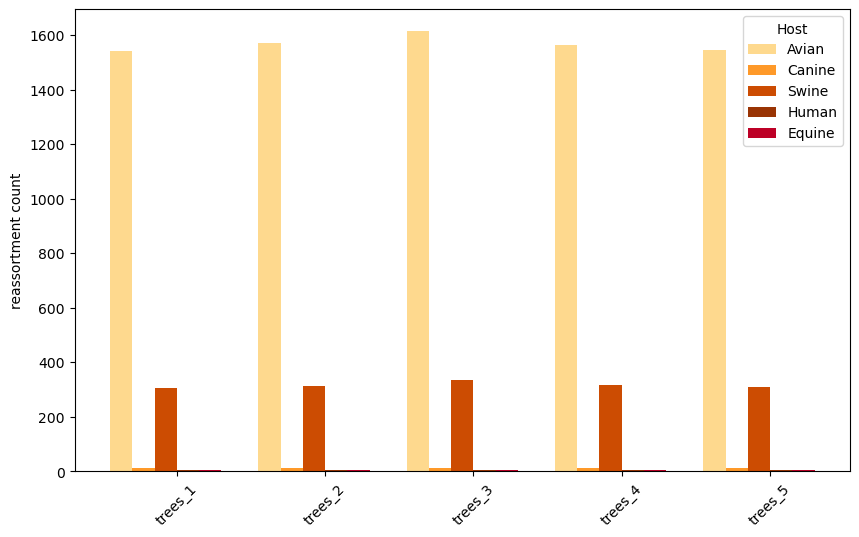 reassortment count
1600
1400
1200
1000
800
600
400
200
0
trees_1
trees_2
trees_3
trees_4
trees_5
Host
Avian
Canine
Swine
Human
Equine